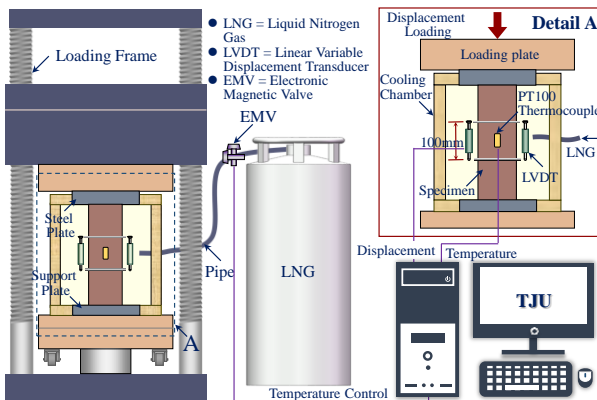 Loading Frame
● LNG = Liquid Nitrogen
Gas
● LVDT = Linear Variable
Displacement Transducer
● EMV = Electronic
Magnetic Valve
EMV
Steel
Plate
Support
Plate
Pipe
A
LNG
Detail A
Displacement
Loading
Loading plate
Cooling
Chamber
PT100
Thermocouple
100mm
LNG
LVDT
Specimen
Displacement
Temperature
TJU
Temperature Control